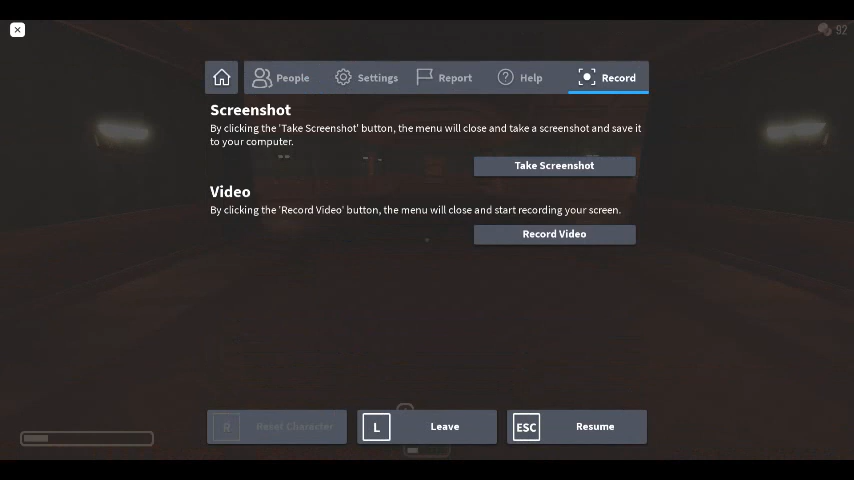 92
People
Settings
Report
Help
Record
Screenshot
By clicking the 'Take Screenshot' button, the menu will close and take a screenshot and save it
to your computer.
Take Screenshot
Video
By clicking the 'Record Video' button, the menu will close and start recording your screen.
Record Video
R Reset Character
L Leave
ESC Resume